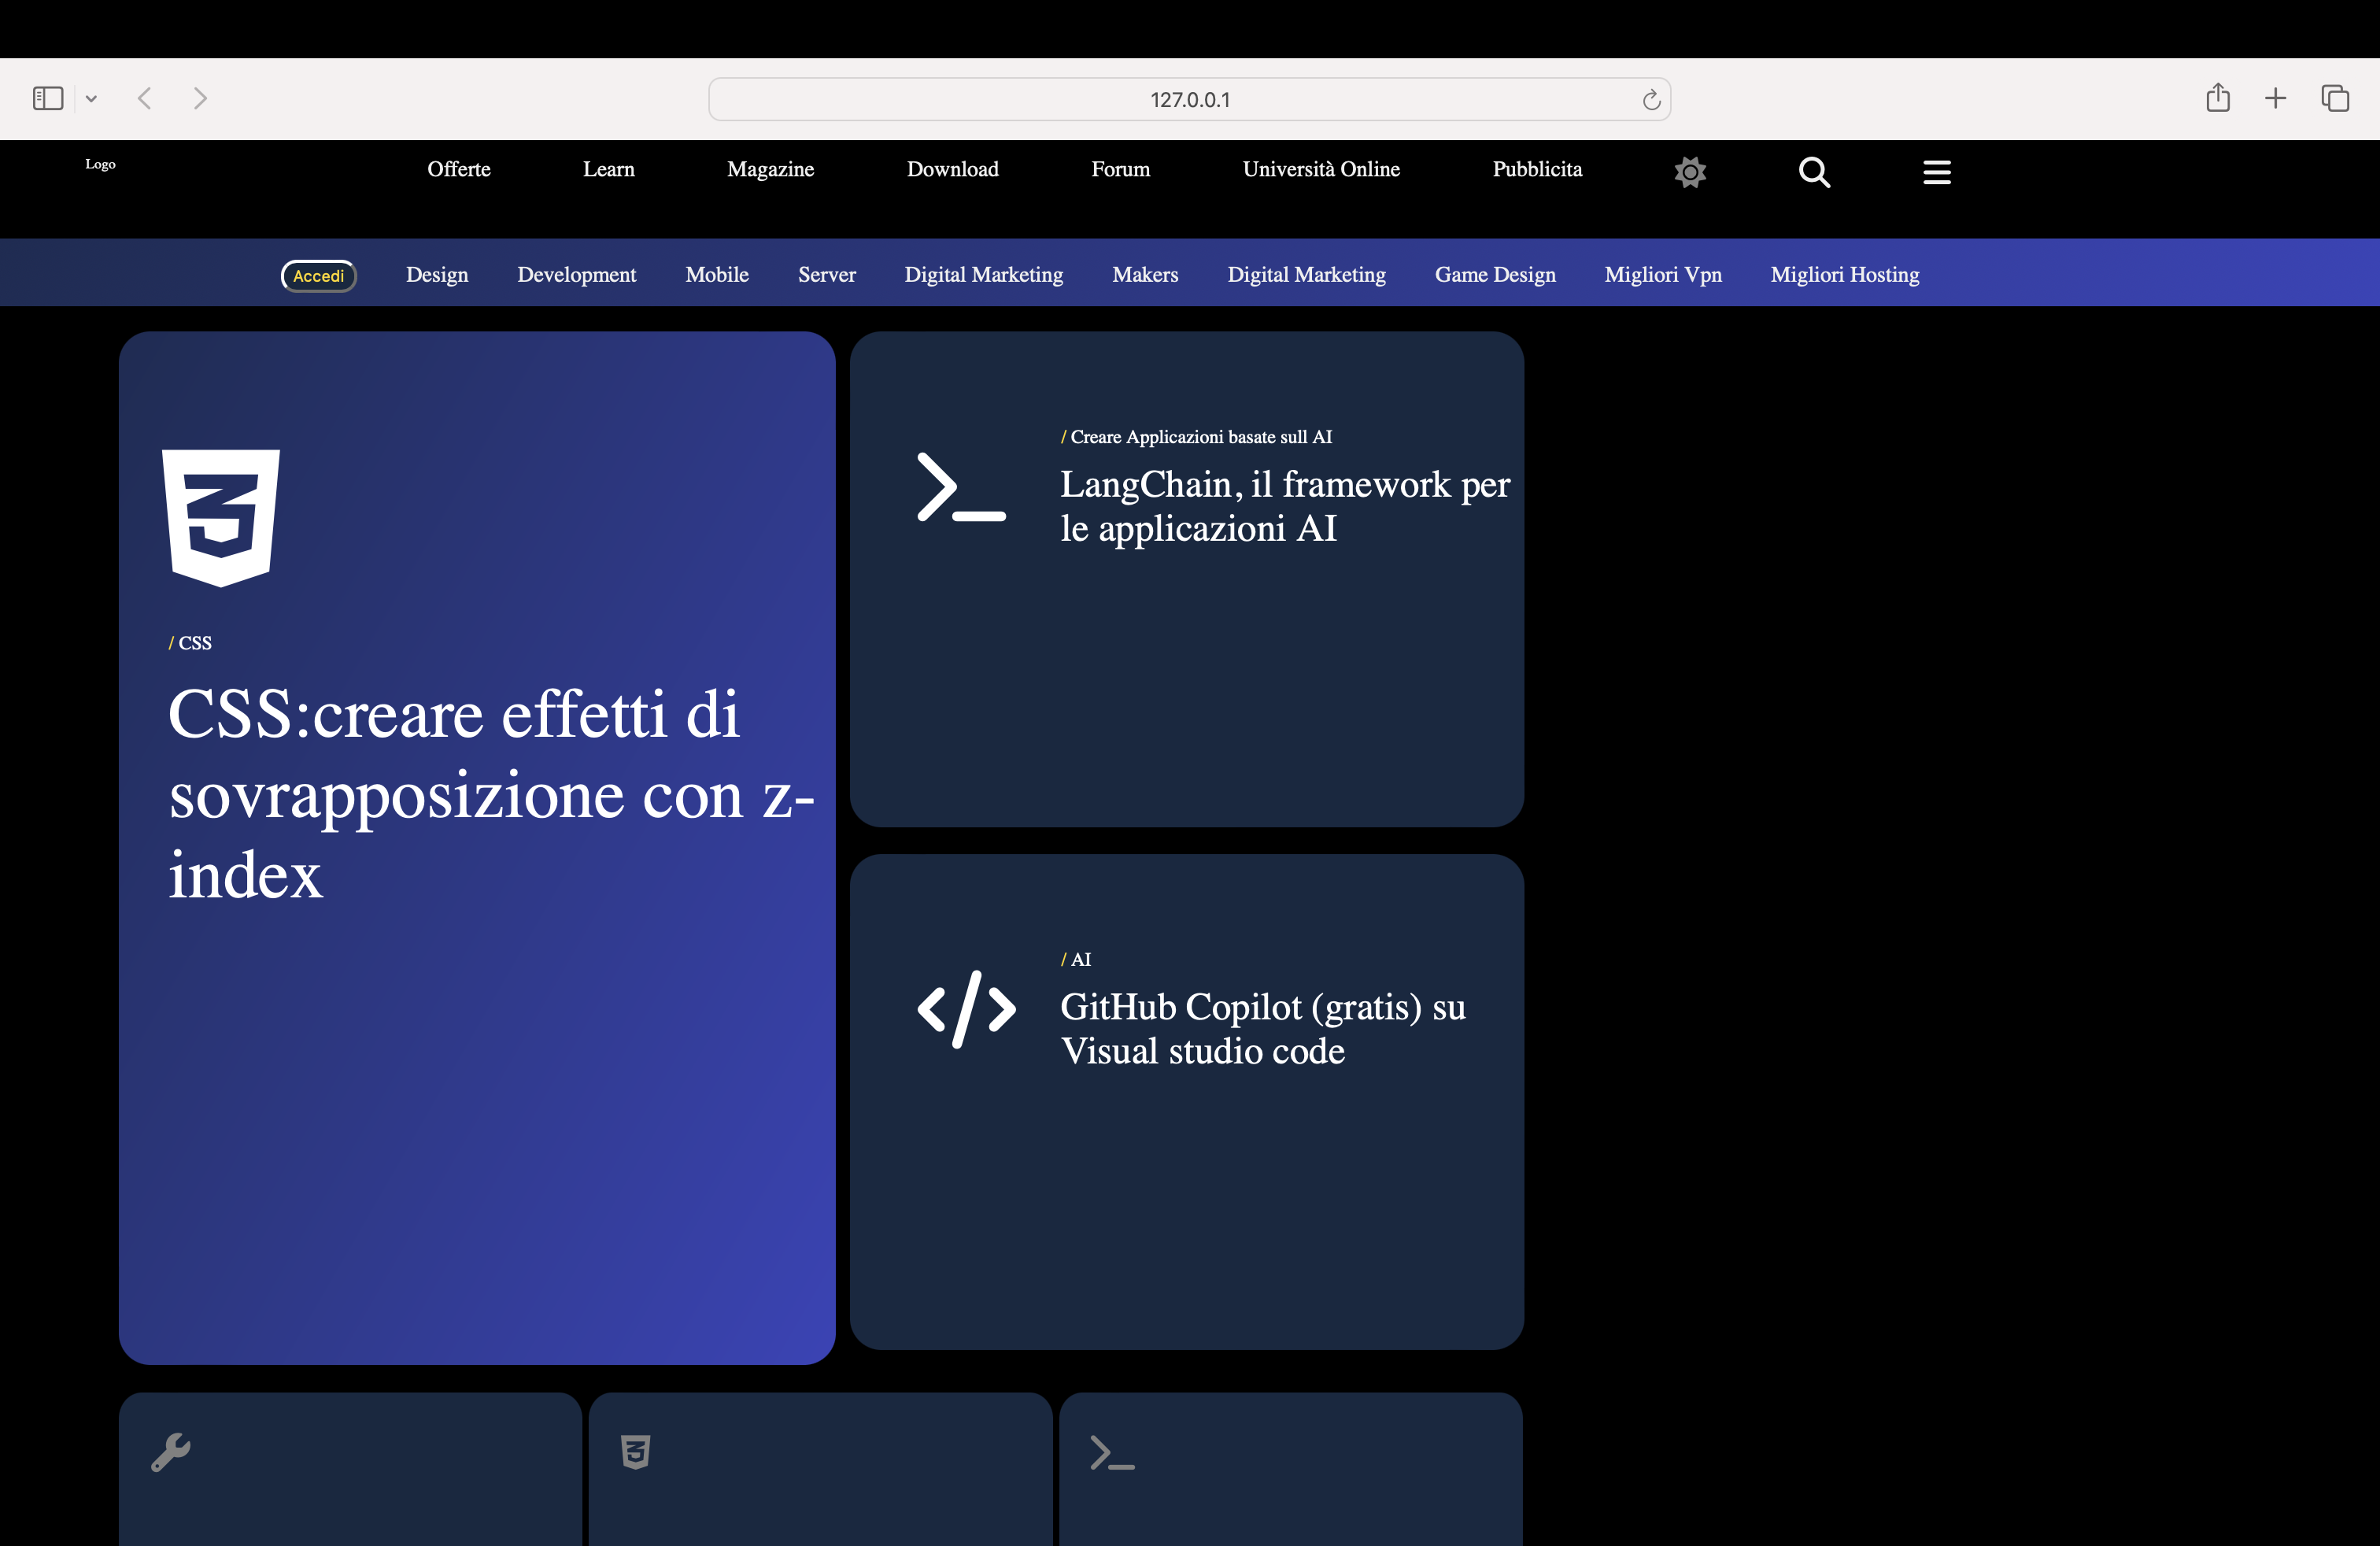 127.0.0.1
Logo Offerte Learn Magazine Download Forum Università Online Pubblicita
Accedi Design Development Mobile Server Digital Marketing Makers Digital Marketing Game Design Migliori Vpn Migliori Hosting
/ CSS
CSS:creare effetti di
sovrapposizione con z-
index
/ Creare Applicazioni basate sull AI
LangChain, il framework per
le applicazioni AI
/ AI
GitHub Copilot (gratis) su
Visual studio code